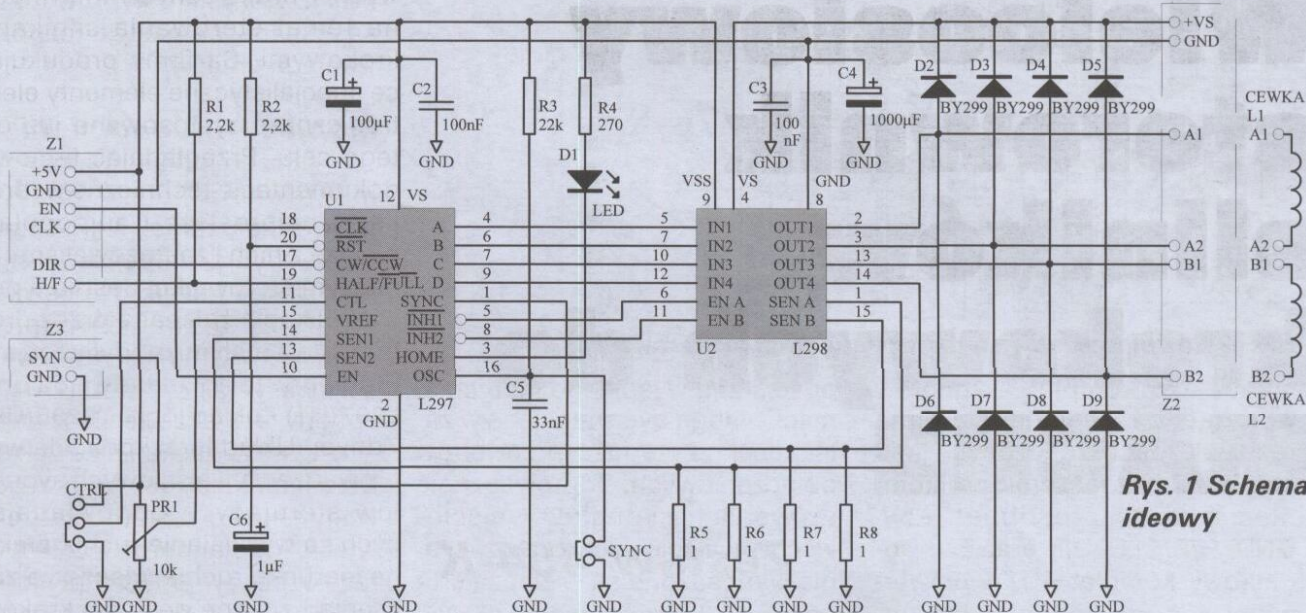 +VS
GND
D2 D3 D4 D5
BY299 BY299 BY299 BY299
CEWKA
L1
A1 A1
A2 A2
B1 B1
B2 B2
Z2
CEWKA
L2
C1
100µF
GND
C2
100nF
GND
R1
2.2k
R2
2.2k
R3
22k
R4
270
D1
LED
C3
100
nF
GND
C4
1000µF
GND
Z1
+5V
GND
EN
CLK
DIR
H/F
Z3
SYN
GND
GND
U1
12 VS
18 CLK A 4
20 RST B 6
17 CW/CCW C 7
19 HALF/FULL D 9
11 CTL SYNC 1
15 VREF INH1 5
14 SEN1 INH2 8
13 SEN2 HOME 3
10 EN OSC 16
2
GND
L297
C5
33nF
VSS VS GND
9 4 8
5 IN1 OUT1 2
7 IN2 OUT2 3
10 IN3 OUT3 13
12 IN4 OUT4 14
6 EN A SEN A 1
11 EN B SEN B 15
U2 L298
D6 D7 D8 D9
BY299 BY299 BY299 BY299
CTRL
PR1
10k
C6
1µF
SYNC
R5
1
R6
1
R7
1
R8
1
GND GND GND GND GND GND GND GND GND GND GND GND GND GND
Rys. 1 Schemat
ideowy